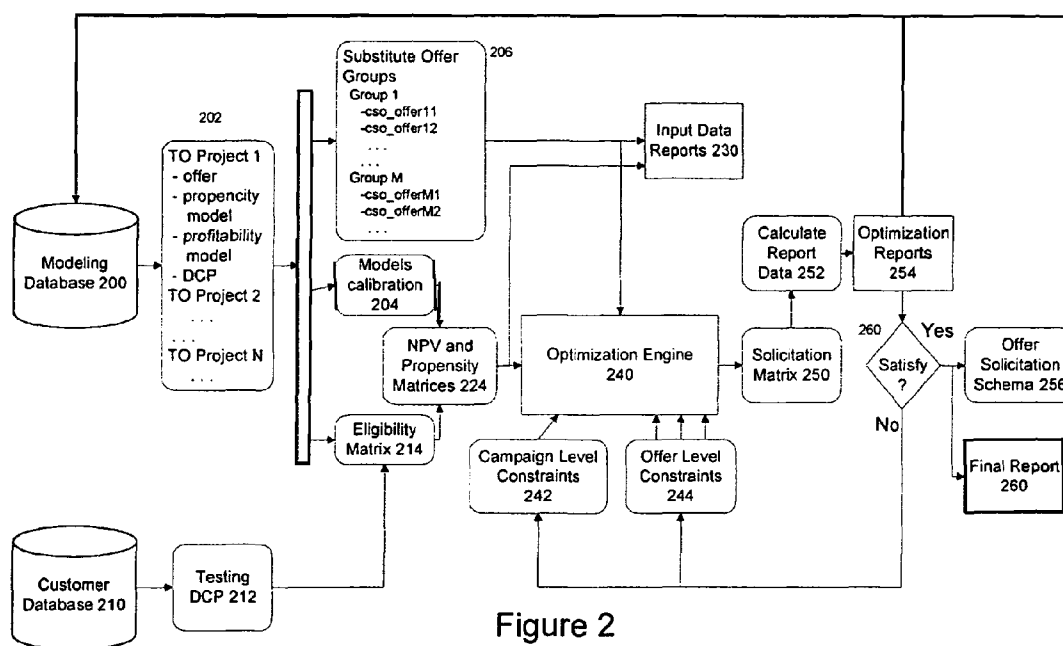 202
TO Project 1
- offer
- propencity
model
- profitability
model
- DCP
TO Project 2
. . .
. . . .
TO Project N
. . .
Modeling
Database 200
Substitute Offer
Groups
206
Group 1
-cso_offer11
-cso_offer12
. . .
. . .
Group M
-cso_offerM1
-cso_offerM2
. . .
Input Data
Reports 230
Models
calibration
204
NPV and
Propensity
Matrices 224
Eligibility
Matrix 214
Optimization Engine
240
Campaign Level
Constraints
242
Offer Level
Constraints
244
Solicitation
Matrix 250
Calculate
Report
Data 252
Optimization
Reports
254
260
Satisfy
?
Yes
No
Offer
Solicitation
Schema 256
Final Report
260
Customer
Database 210
Testing
DCP 212
Figure 2